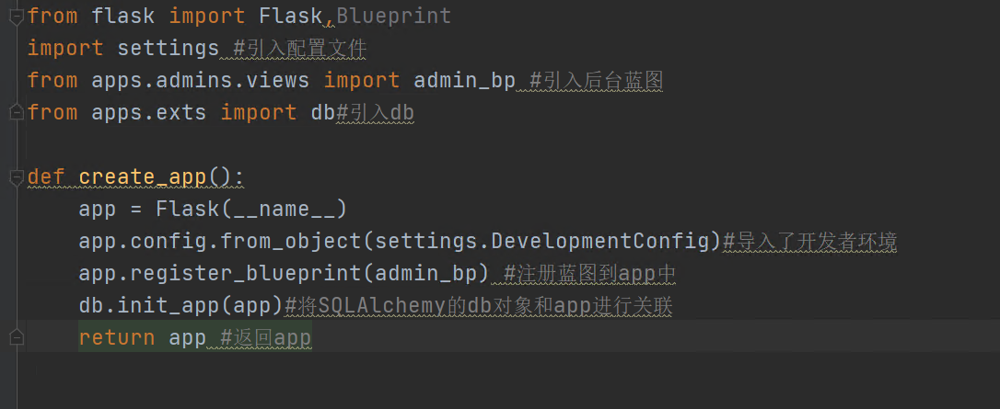 from flask import Flask,Blueprint
import settings #引入配置文件
from apps.admins.views import admin_bp #引入后台蓝图
from apps.exts import db#引入db
def create_app():
    app = Flask(__name__)
    app.config.from_object(settings.DevelopmentConfig)#导入了开发者环境
    app.register_blueprint(admin_bp) #注册蓝图到app中
    db.init_app(app)#将SQLAlchemy的db对象和app进行关联
    return app #返回app